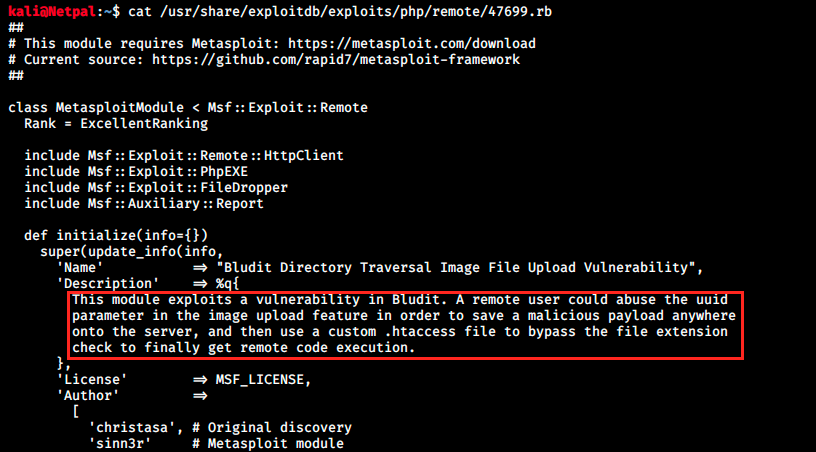 kali@Netpal:~$ cat /usr/share/exploitdb/exploits/php/remote/47699.rb
##
# This module requires Metasploit: https://metasploit.com/download
# Current source: https://github.com/rapid7/metasploit-framework
##
class MetasploitModule < Msf::Exploit::Remote
Rank = ExcellentRanking
include Msf::Exploit::Remote::HttpClient
include Msf::Exploit::PhpEXE
include Msf::Exploit::FileDropper
include Msf::Auxiliary::Report
def initialize(info={})
super(update_info(info,
'Name' => "Bludit Directory Traversal Image File Upload Vulnerability",
'Description' => %q{
This module exploits a vulnerability in Bludit. A remote user could abuse the uuid
parameter in the image upload feature in order to save a malicious payload anywhere
onto the server, and then use a custom .htaccess file to bypass the file extension
check to finally get remote code execution.
},
'License' => MSF_LICENSE,
'Author' =>
[
'christasa', # Original discovery
'sinn3r' # Metasploit module